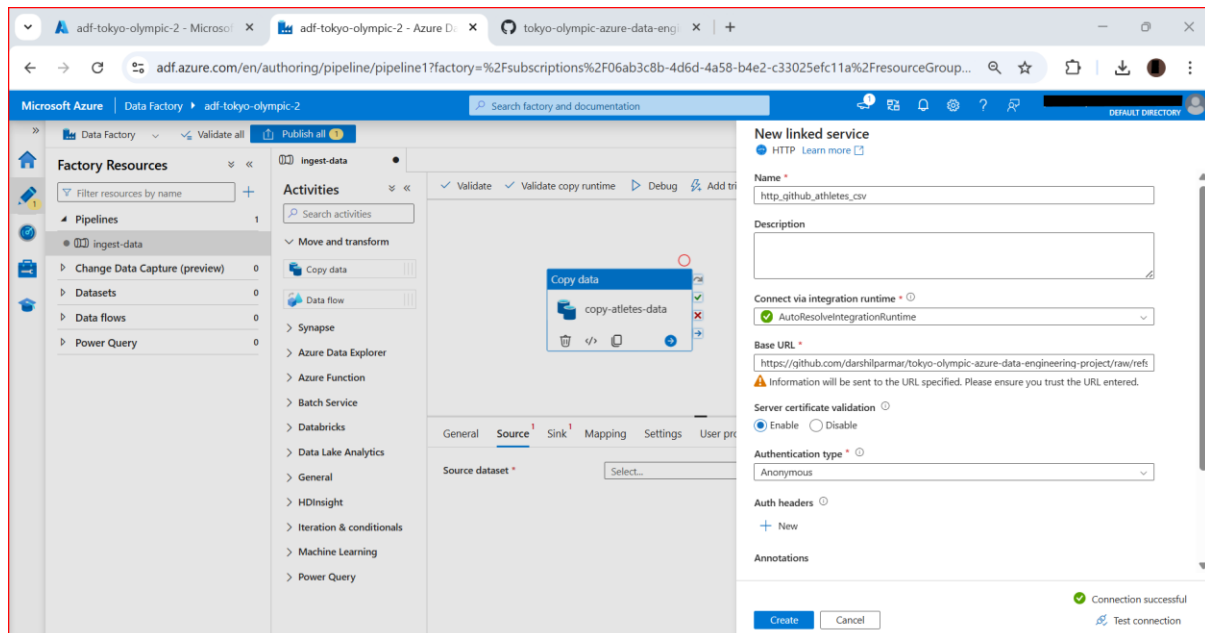 adf-tokyo-olympic-2 - Microsof
adf-tokyo-olympic-2 - Azure Da
tokyo-olympic-azure-data-engi
adf.azure.com/en/authoring/pipeline/pipeline1?factory=%2Fsubscriptions%2F06ab3c8b-4d6d-4a58-b4e2-c33025efc11a%2FresourceGroup...
Microsoft Azure
Data Factory
adf-tokyo-olympic-2
Search factory and documentation
1
DEFAULT DIRECTORY
Data Factory
Validate all
Publish all 1
1
Factory Resources
Filter resources by name
Pipelines 1
ingest-data
Change Data Capture (preview) 0
Datasets 0
Data flows 0
Power Query 0
ingest-data
Activities
Search activities
Move and transform
Copy data
Data flow
Synapse
Azure Data Explorer
Azure Function
Batch Service
Databricks
Data Lake Analytics
General
HDInsight
Iteration & conditionals
Machine Learning
Power Query
Validate
Validate copy runtime
Debug
Add tri
Copy data
copy-atletes-data
General
Source 1
Sink 1
Mapping
Settings
User pro
Source dataset *
Select...
New linked service
HTTP Learn more
Name *
http_github_athletes_csv
Description
Connect via integration runtime *
AutoResolveIntegrationRuntime
Base URL *
https://github.com/darshilparmar/tokyo-olympic-azure-data-engineering-project/raw/refs
Information will be sent to the URL specified. Please ensure you trust the URL entered.
Server certificate validation
Enable Disable
Authentication type *
Anonymous
Auth headers
New
Annotations
Connection successful
Create
Cancel
Test connection